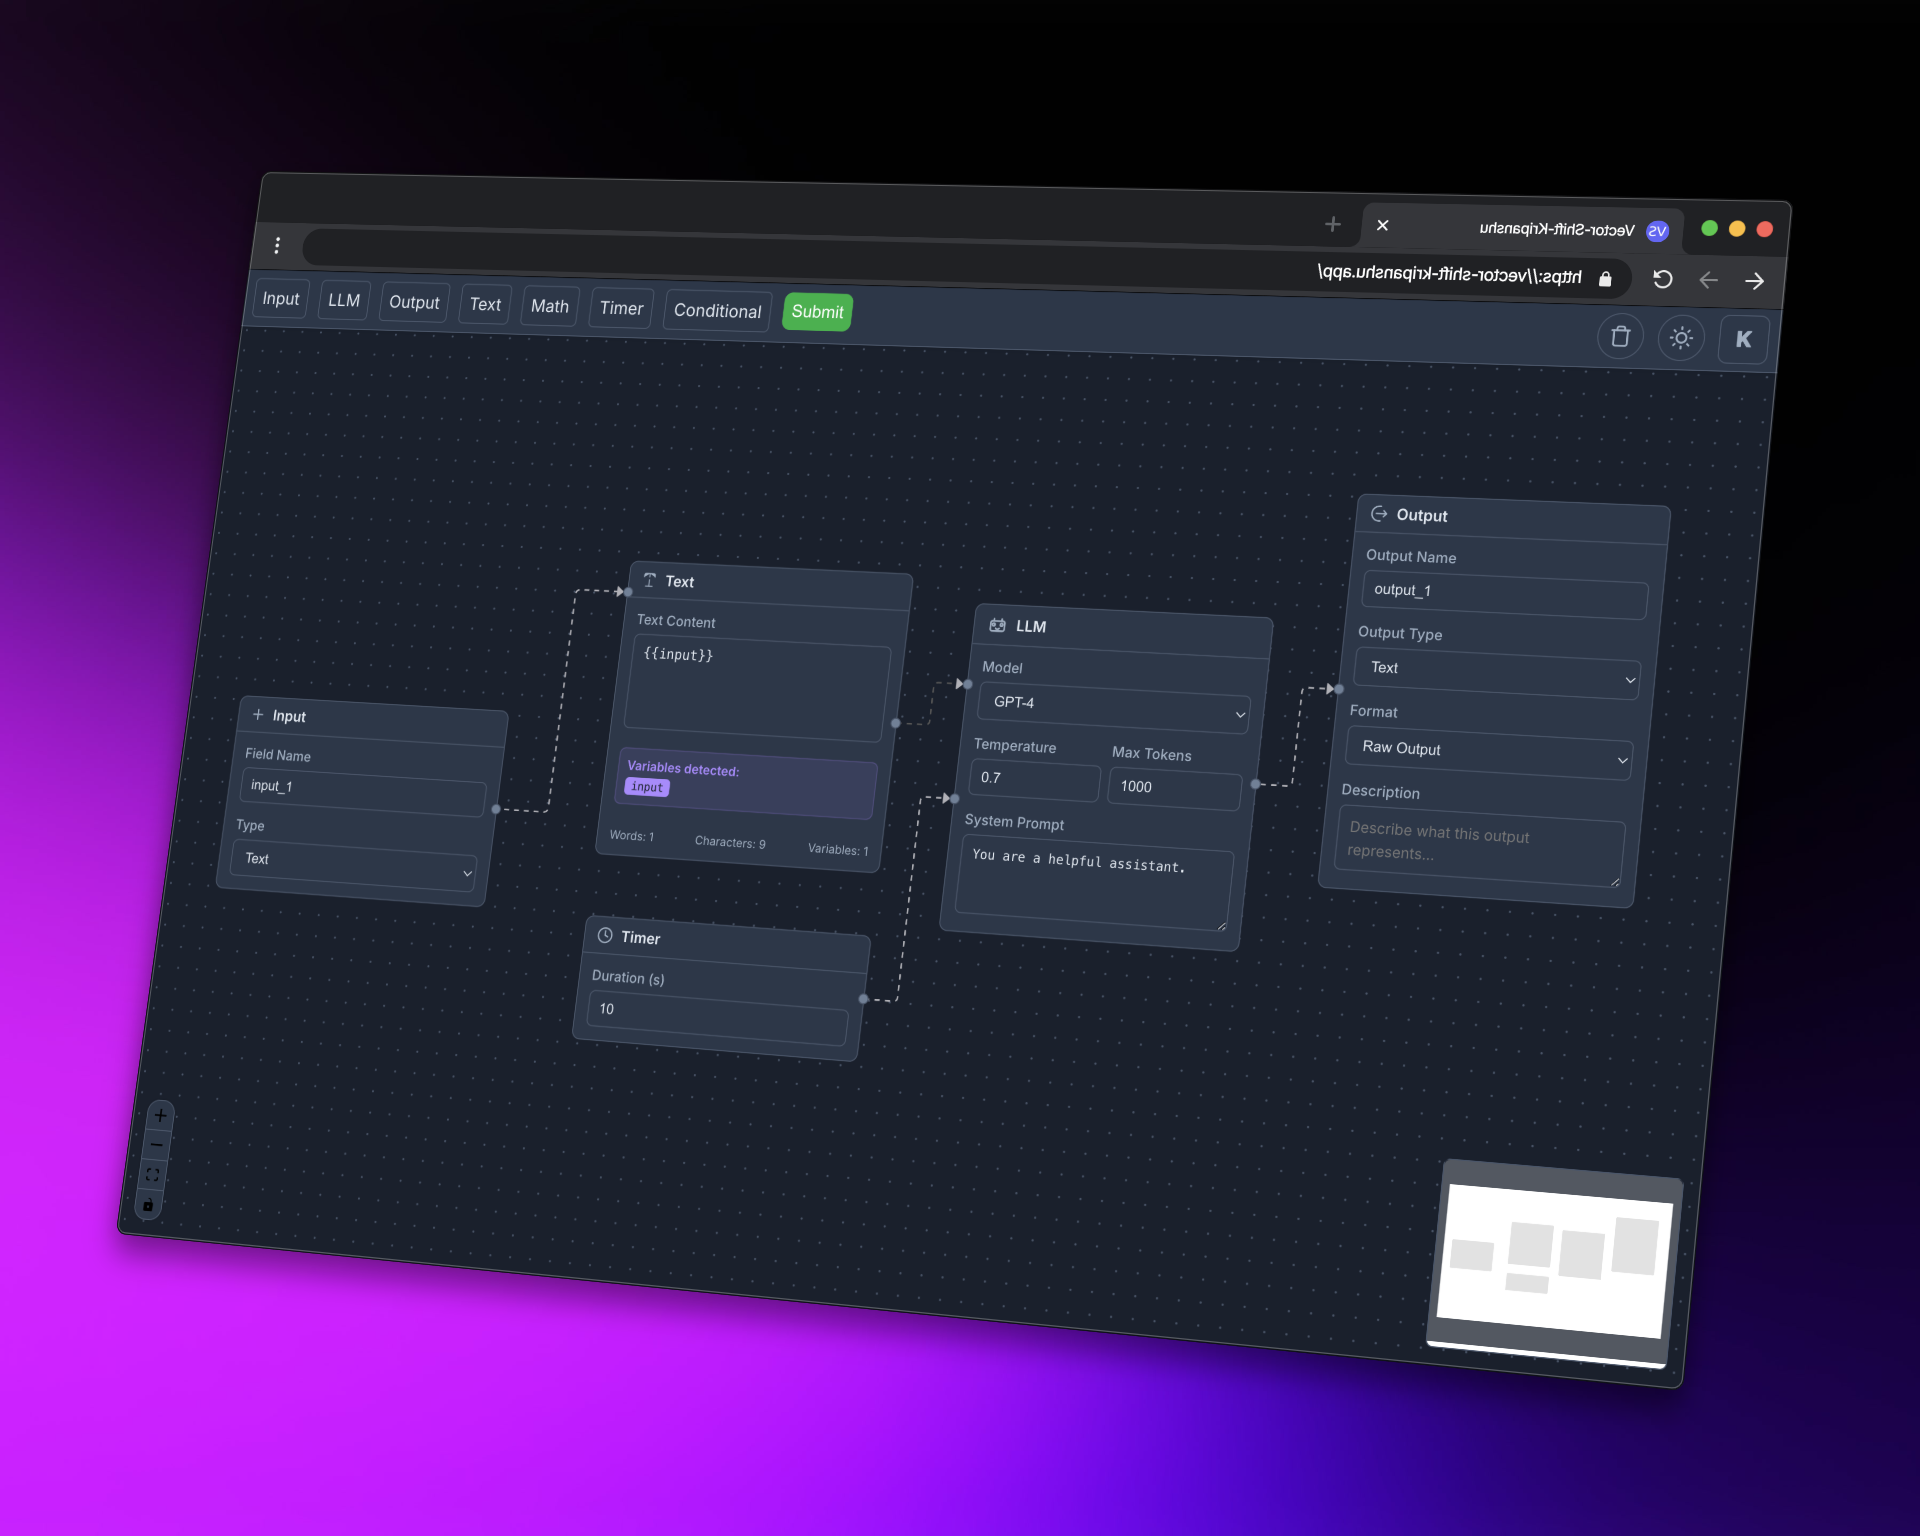 Vector-Shift-Kripanshu
VS
https://vector-shift-kripanshu.app/
Input
LLM
Output
Text
Math
Timer
Conditional
Submit
K
Output
Output Name
output_1
Output Type
Text
Format
Raw Output
Description
Describe what this output
represents...
Text
Text Content
{{input}}
Variables detected:
input
Words: 1
Characters: 9
Variables: 1
LLM
Model
GPT-4
Temperature
Max Tokens
0.7
1000
System Prompt
You are a helpful assistant.
Input
Field Name
input_1
Type
Text
Timer
Duration (s)
10